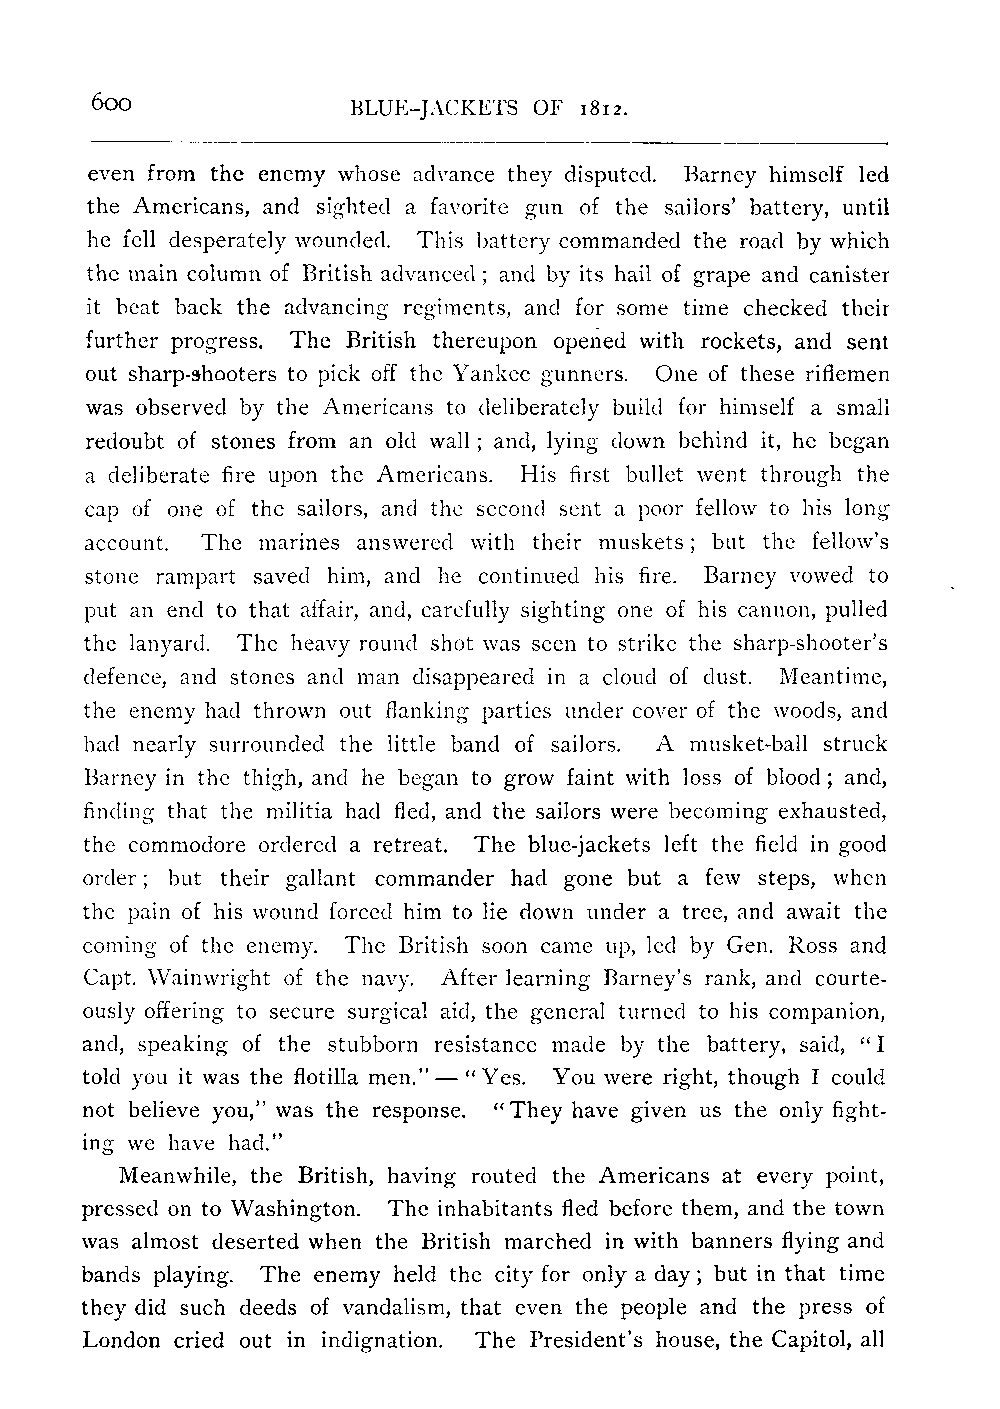 600 BLUE-JACKETS OF 1812.
even from the enemy whose advance they disputed. Barney himself led
the Americans, and sighted a favorite gun of the sailors' battery, until
he fell desperately wounded. This battery commanded the road by which
the main column of British advanced; and by its hail of grape and canister
it beat back the advancing regiments, and for some time checked their
further progress. The British thereupon opened with rockets, and sent
out sharp-shooters to pick off the Yankee gunners. One of these riflemen
was observed by the Americans to deliberately build for himself a small
redoubt of stones from an old wall; and, lying down behind it, he began
a deliberate fire upon the Americans. His first bullet went through the
cap of one of the sailors, and the second sent a poor fellow to his long
account. The marines answered with their muskets; but the fellow's
stone rampart saved him, and he continued his fire. Barney vowed to
put an end to that affair, and, carefully sighting one of his cannon, pulled
the lanyard. The heavy round shot was seen to strike the sharp-shooter's
defence, and stones and man disappeared in a cloud of dust. Meantime,
the enemy had thrown out flanking parties under cover of the woods, and
had nearly surrounded the little band of sailors. A musket-ball struck
Barney in the thigh, and he began to grow faint with loss of blood; and,
finding that the militia had fled, and the sailors were becoming exhausted,
the commodore ordered a retreat. The blue-jackets left the field in good
order; but their gallant commander had gone but a few steps, when
the pain of his wound forced him to lie down under a tree, and await the
coming of the enemy. The British soon came up, led by Gen. Ross and
Capt. Wainwright of the navy. After learning Barney's rank, and courte-
ously offering to secure surgical aid, the general turned to his companion,
and, speaking of the stubborn resistance made by the battery, said, "I
told you it was the flotilla men." — "Yes. You were right, though I could
not believe you," was the response. "They have given us the only fight-
ing we have had."
Meanwhile, the British, having routed the Americans at every point,
pressed on to Washington. The inhabitants fled before them, and the town
was almost deserted when the British marched in with banners flying and
bands playing. The enemy held the city for only a day; but in that time
they did such deeds of vandalism, that even the people and the press of
London cried out in indignation. The President's house, the Capitol, all